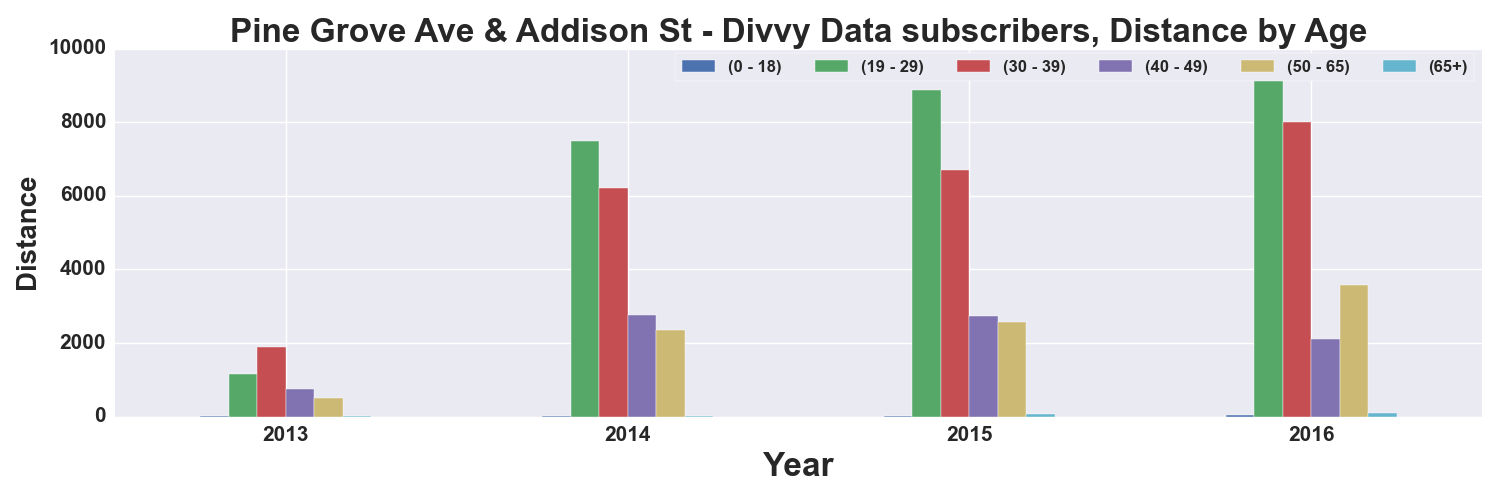 Pine Grove Ave & Addison St - Divvy Data subscribers, Distance by Age
(0 - 18) (19 - 29) (30 - 39) (40 - 49) (50 - 65) (65+)
10000
8000
6000
4000
2000
0
Distance
2013 2014 2015 2016
Year